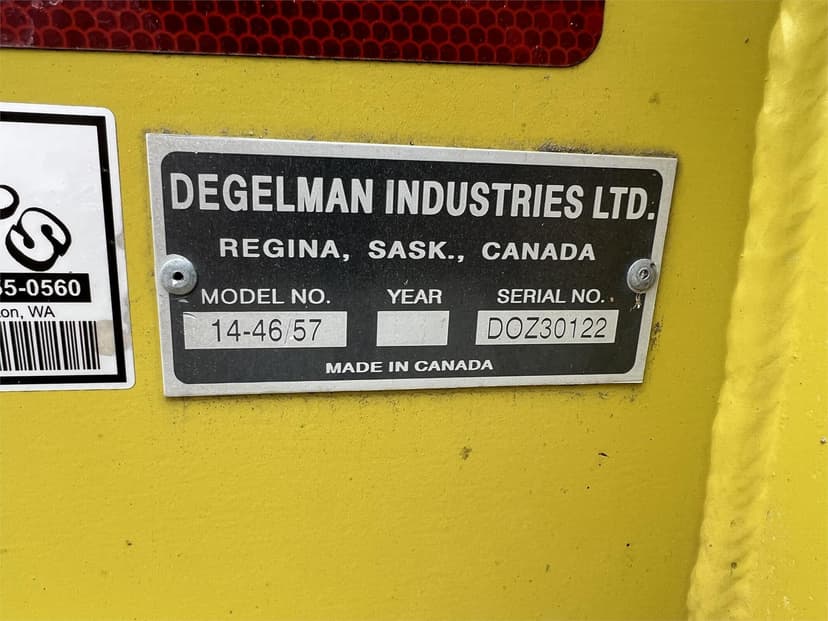 DEGELMAN INDUSTRIES LTD.
REGINA, SASK., CANADA
MODEL NO. YEAR SERIAL NO.
14-46/57 DOZ30122
MADE IN CANADA
S
5-0560
on, WA